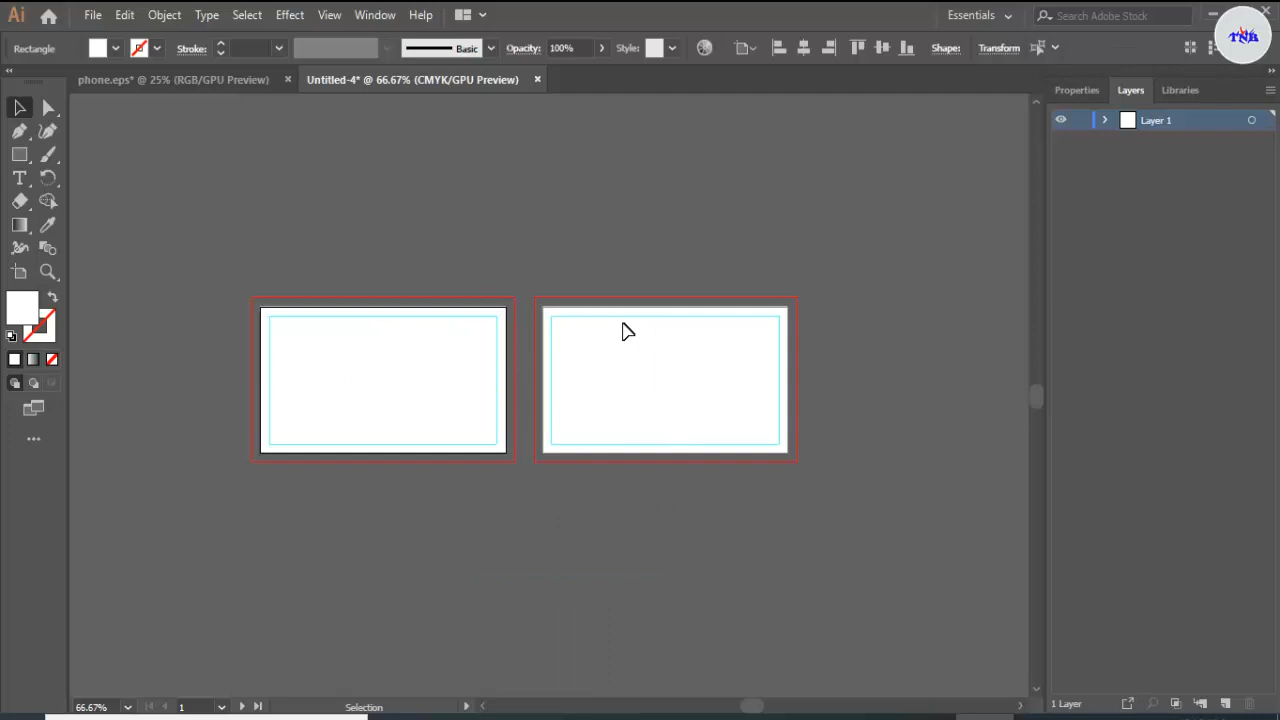 Ai File Edit Object Type Select Effect View Window Help Essentials Search Adobe Stock
TNR
Rectangle Stroke: Basic Opacity: 100% Style: Shape: Transform
phone.eps* @ 25% (RGB/GPU Preview) × Untitled-4* @ 66.67% (CMYK/GPU Preview) ×
Properties Layers Libraries
Layer 1
66.67% 1 Selection 1 Layer